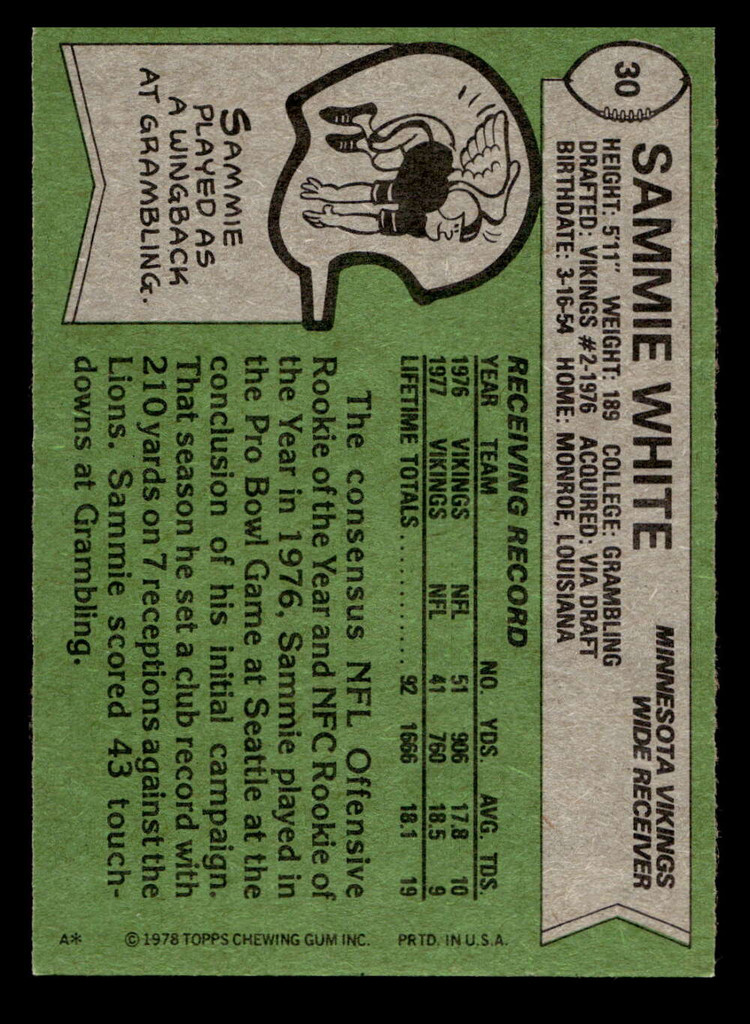 30
SAMMIE WHITE
MINNESOTA VIKINGS
WIDE RECEIVER
HEIGHT: 5'11" WEIGHT: 189 COLLEGE: GRAMBLING
DRAFTED: VIKINGS #2-1976 ACQUIRED: VIA DRAFT
BIRTHDATE: 3-16-54 HOME: MONROE, LOUISIANA
SAMMIE
PLAYED AS
A WINGBACK
AT GRAMBLING.
RECEIVING RECORD
YEAR TEAM NO. YDS. AVG. TDS.
1976 VIKINGS NFL 51 906 17.8 10
1977 VIKINGS NFL 41 760 18.5 9
LIFETIME TOTALS.......... 92 1666 18.1 19
The consensus NFL Offensive
Rookie of the Year and NFC Rookie of
the Year in 1976, Sammie played in
the Pro Bowl Game at Seattle at the
conclusion of his initial campaign.
That season he set a club record with
210 yards on 7 receptions against the
Lions. Sammie scored 43 touch-
downs at Grambling.
A* ©1978 TOPPS CHEWING GUM INC. PRTD. IN U.S.A.